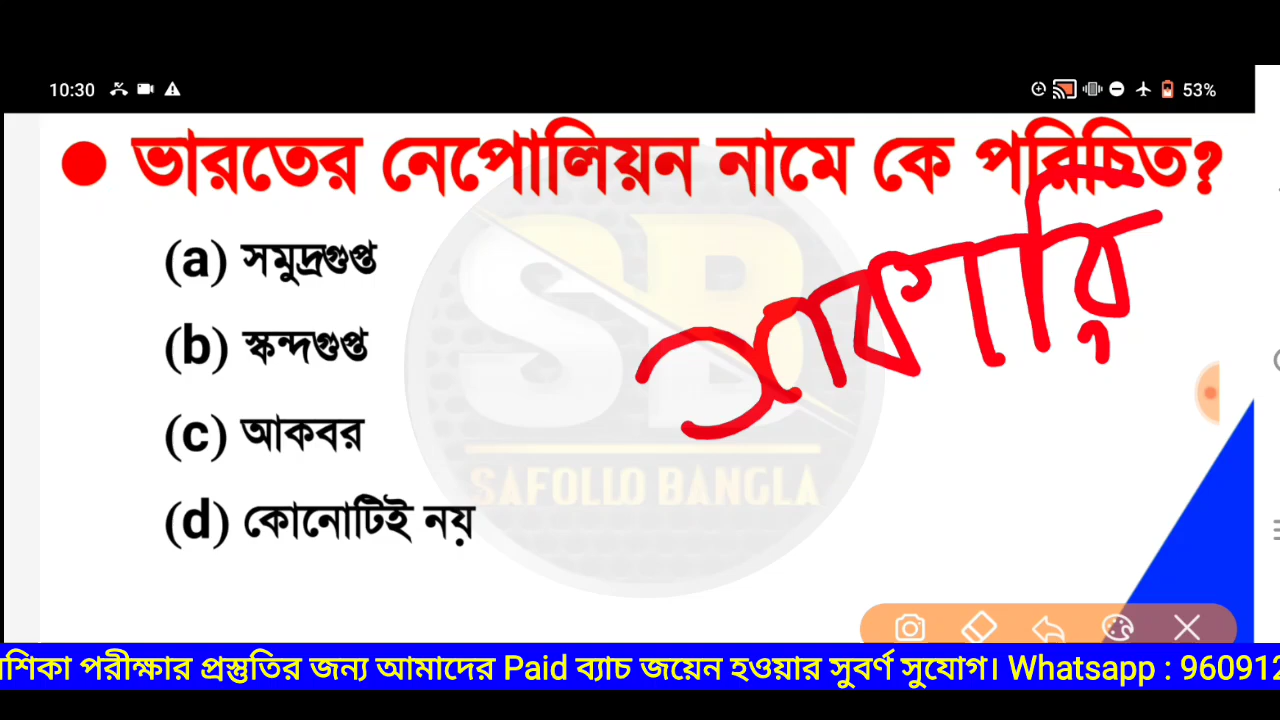 10:30
53%
● ভারতের নেপোলিয়ন নামে কে পরিচিত?
(a) সমুদ্রগুপ্ত
(b) স্কন্দগুপ্ত
(c) আকবর
(d) কোনোটিই নয়
SB
SAFOLLO BANGLA
শিকা পরীক্ষার প্রস্তুতির জন্য আমাদের Paid ব্যাচ জয়েন হওয়ার সুবর্ণ সুযোগ। Whatsapp : 96091